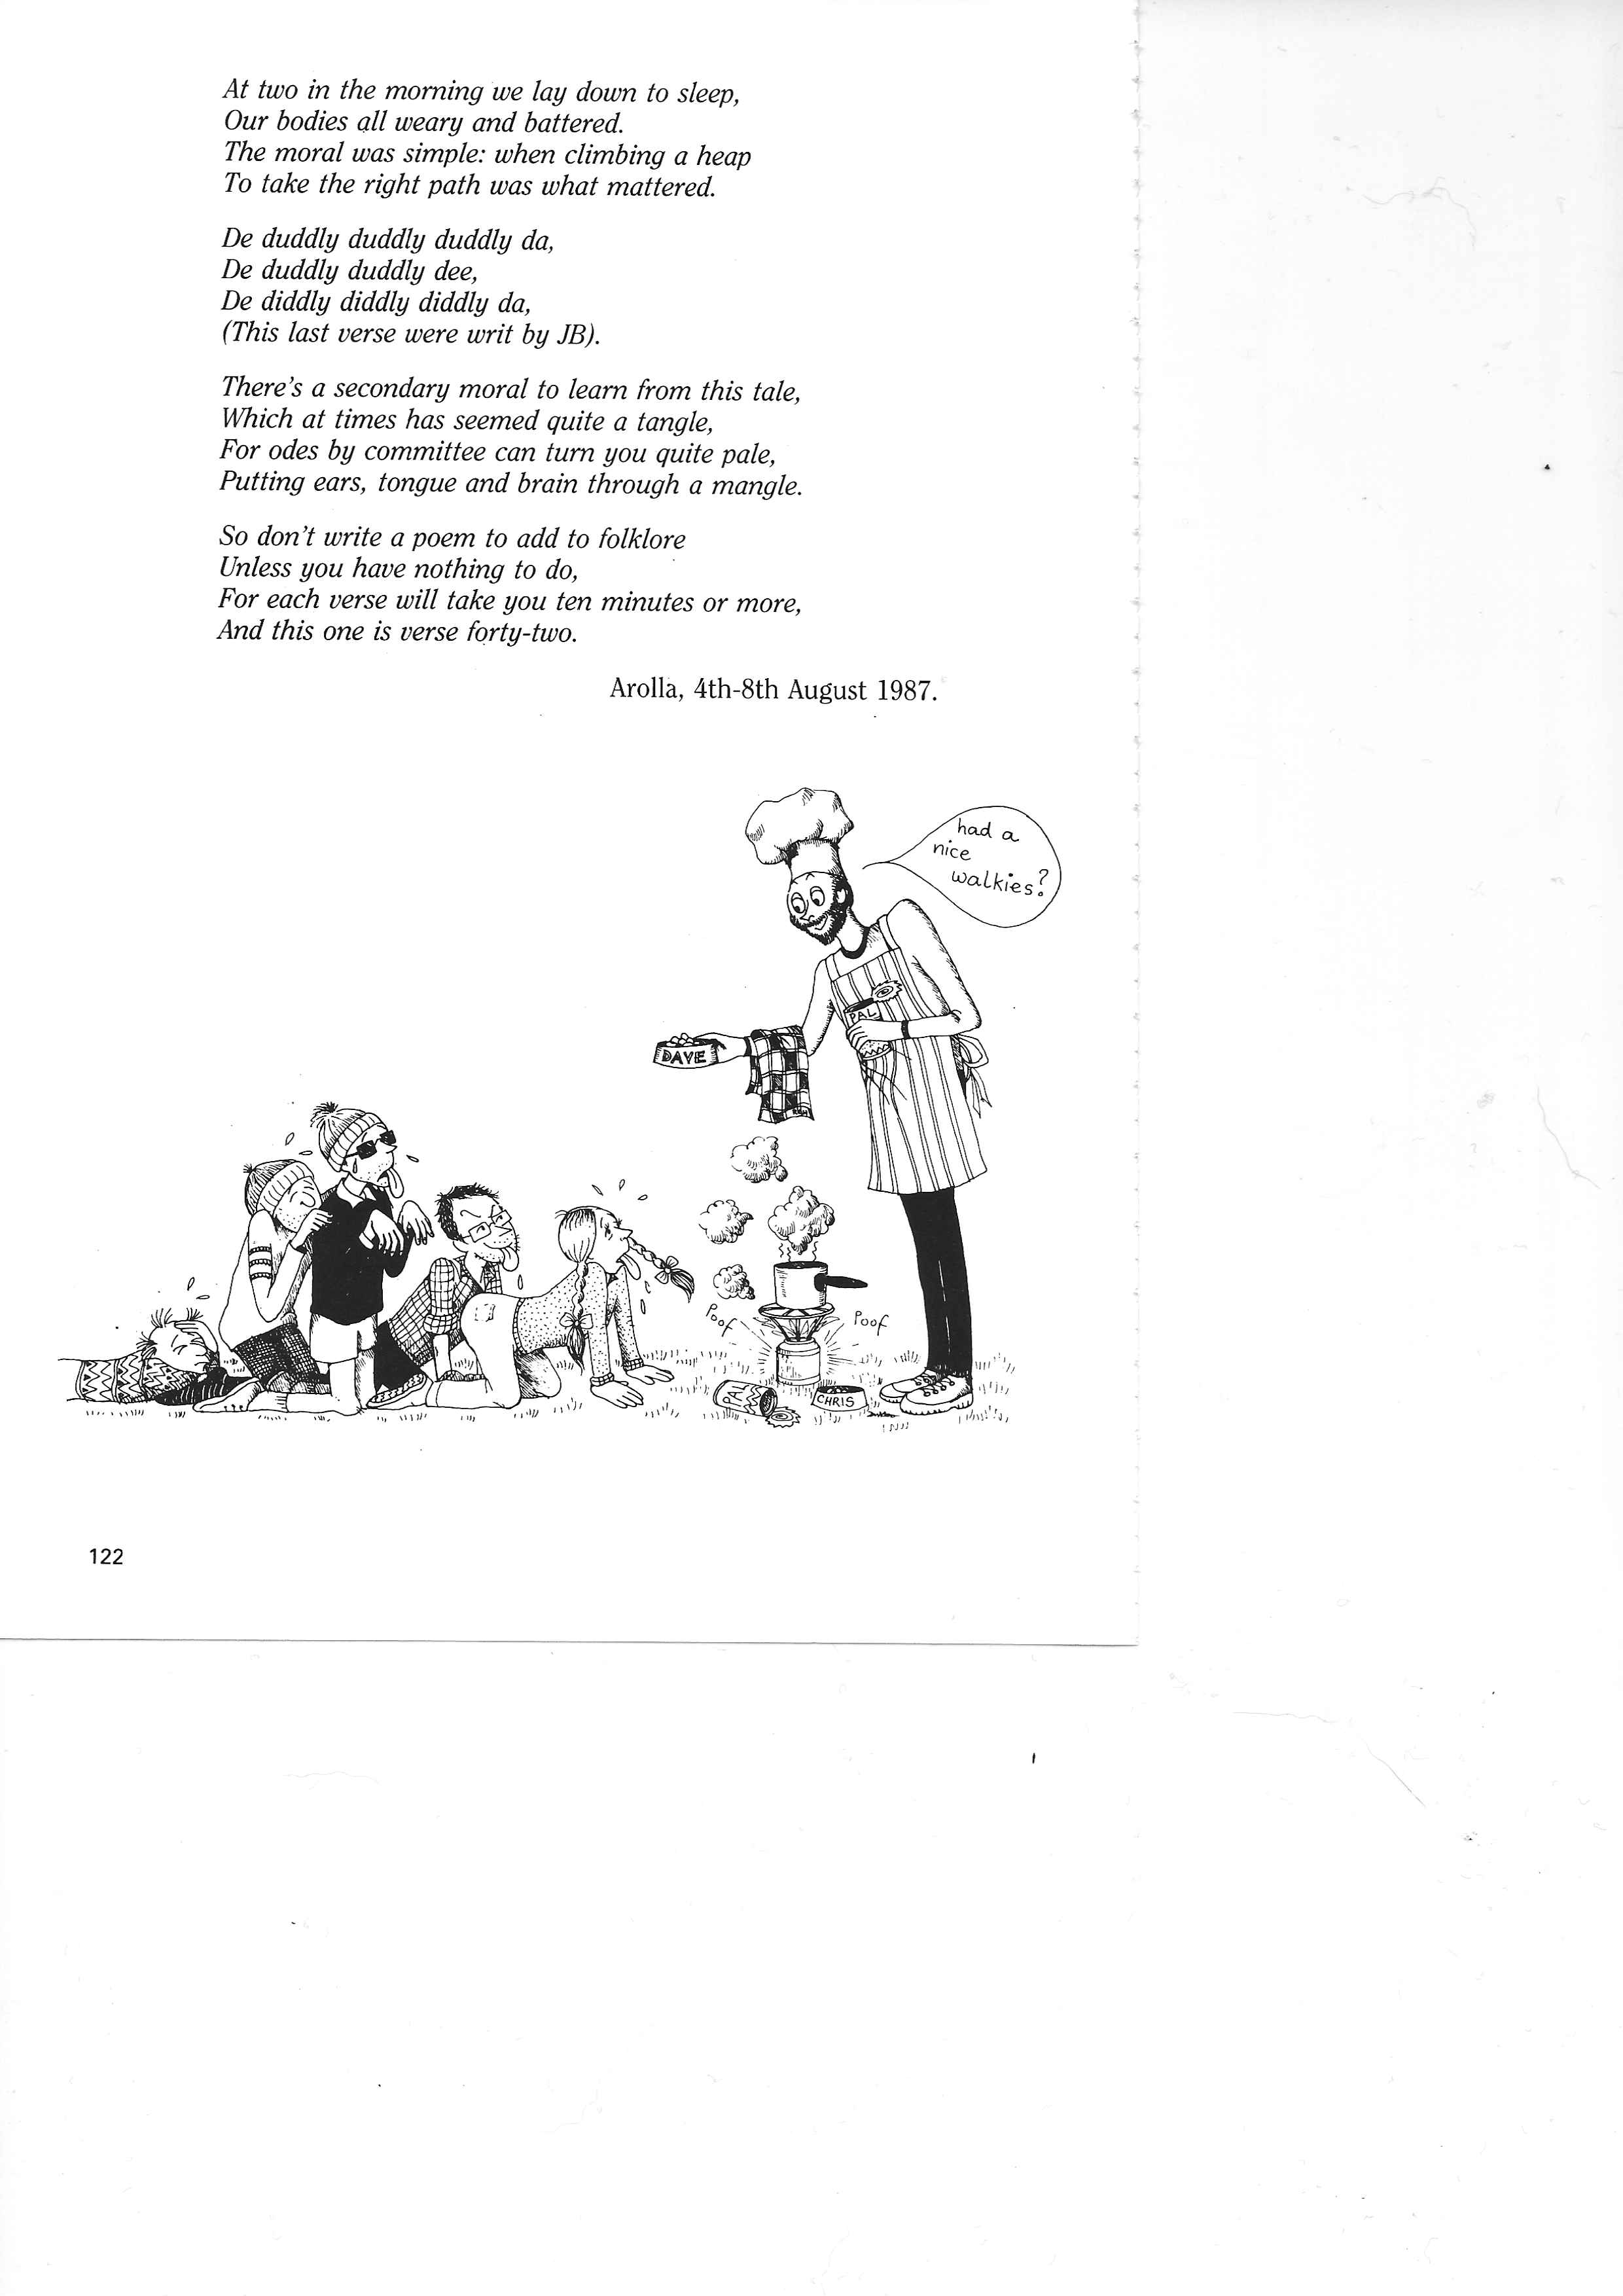 At two in the morning we lay down to sleep,
Our bodies all weary and battered.
The moral was simple: when climbing a heap
To take the right path was what mattered.
De duddly duddly duddly da,
De duddly duddly dee,
De diddly diddly diddly da,
(This last verse were writ by JB).
There's a secondary moral to learn from this tale,
Which at times has seemed quite a tangle,
For odes by committee can turn you quite pale,
Putting ears, tongue and brain through a mangle.
So don't write a poem to add to folklore
Unless you have nothing to do,
For each verse will take you ten minutes or more,
And this one is verse forty-two.
Arolla, 4th-8th August 1987.
had a
nice
walkies?
PAL
DAVE
Poof
Poof
PAL
CHRIS
122